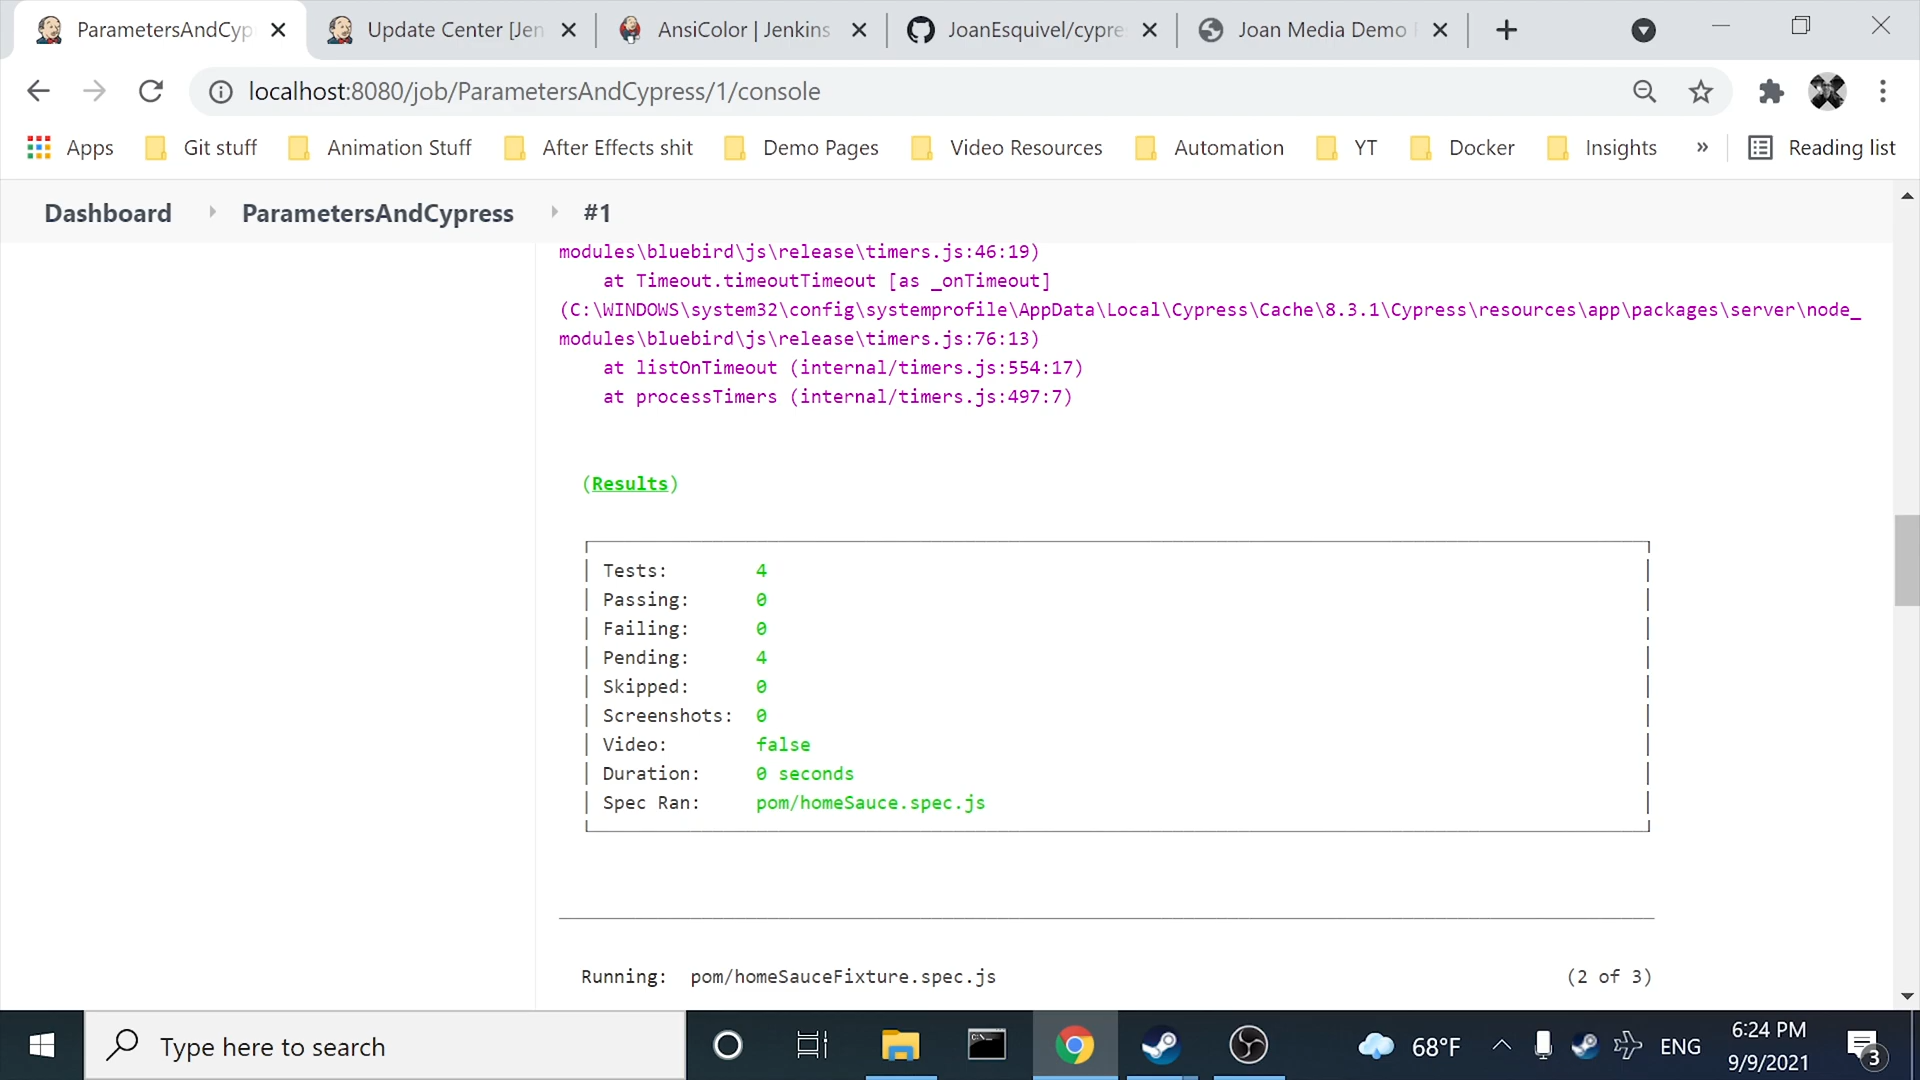 ParametersAndCyp
Update Center [Jen
AnsiColor | Jenkins
JoanEsquivel/cypre
Joan Media Demo
localhost:8080/job/ParametersAndCypress/1/console
Apps
Git stuff
Animation Stuff
After Effects shit
Demo Pages
Video Resources
Automation
YT
Docker
Insights
»
Reading list
Dashboard
ParametersAndCypress
#1
modules\bluebird\js\release\timers.js:46:19)
at Timeout.timeoutTimeout [as _onTimeout]
(C:\WINDOWS\system32\config\systemprofile\AppData\Local\Cypress\Cache\8.3.1\Cypress\resources\app\packages\server\node_
modules\bluebird\js\release\timers.js:76:13)
at listOnTimeout (internal/timers.js:554:17)
at processTimers (internal/timers.js:497:7)
(Results)
Tests: 4
Passing: 0
Failing: 0
Pending: 4
Skipped: 0
Screenshots: 0
Video: false
Duration: 0 seconds
Spec Ran: pom/homeSauce.spec.js
Running: pom/homeSauceFixture.spec.js (2 of 3)
Type here to search
68°F
ENG
6:24 PM
9/9/2021
3